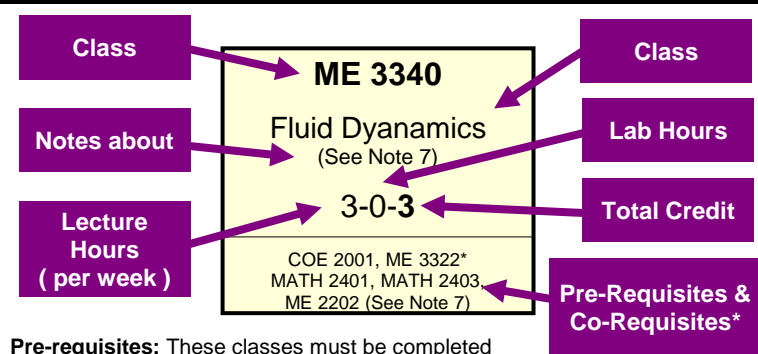 Class
ME 3340
Class
Fluid Dyanamics
Notes about
(See Note 7)
Lab Hours
3-0-3
Total Credit
Lecture
Hours
( per week )
COE 2001, ME 3322*
MATH 2401, MATH 2403,
ME 2202 (See Note 7)
Pre-Requisites &
Co-Requisites*
Pre-requisites: These classes must be completed